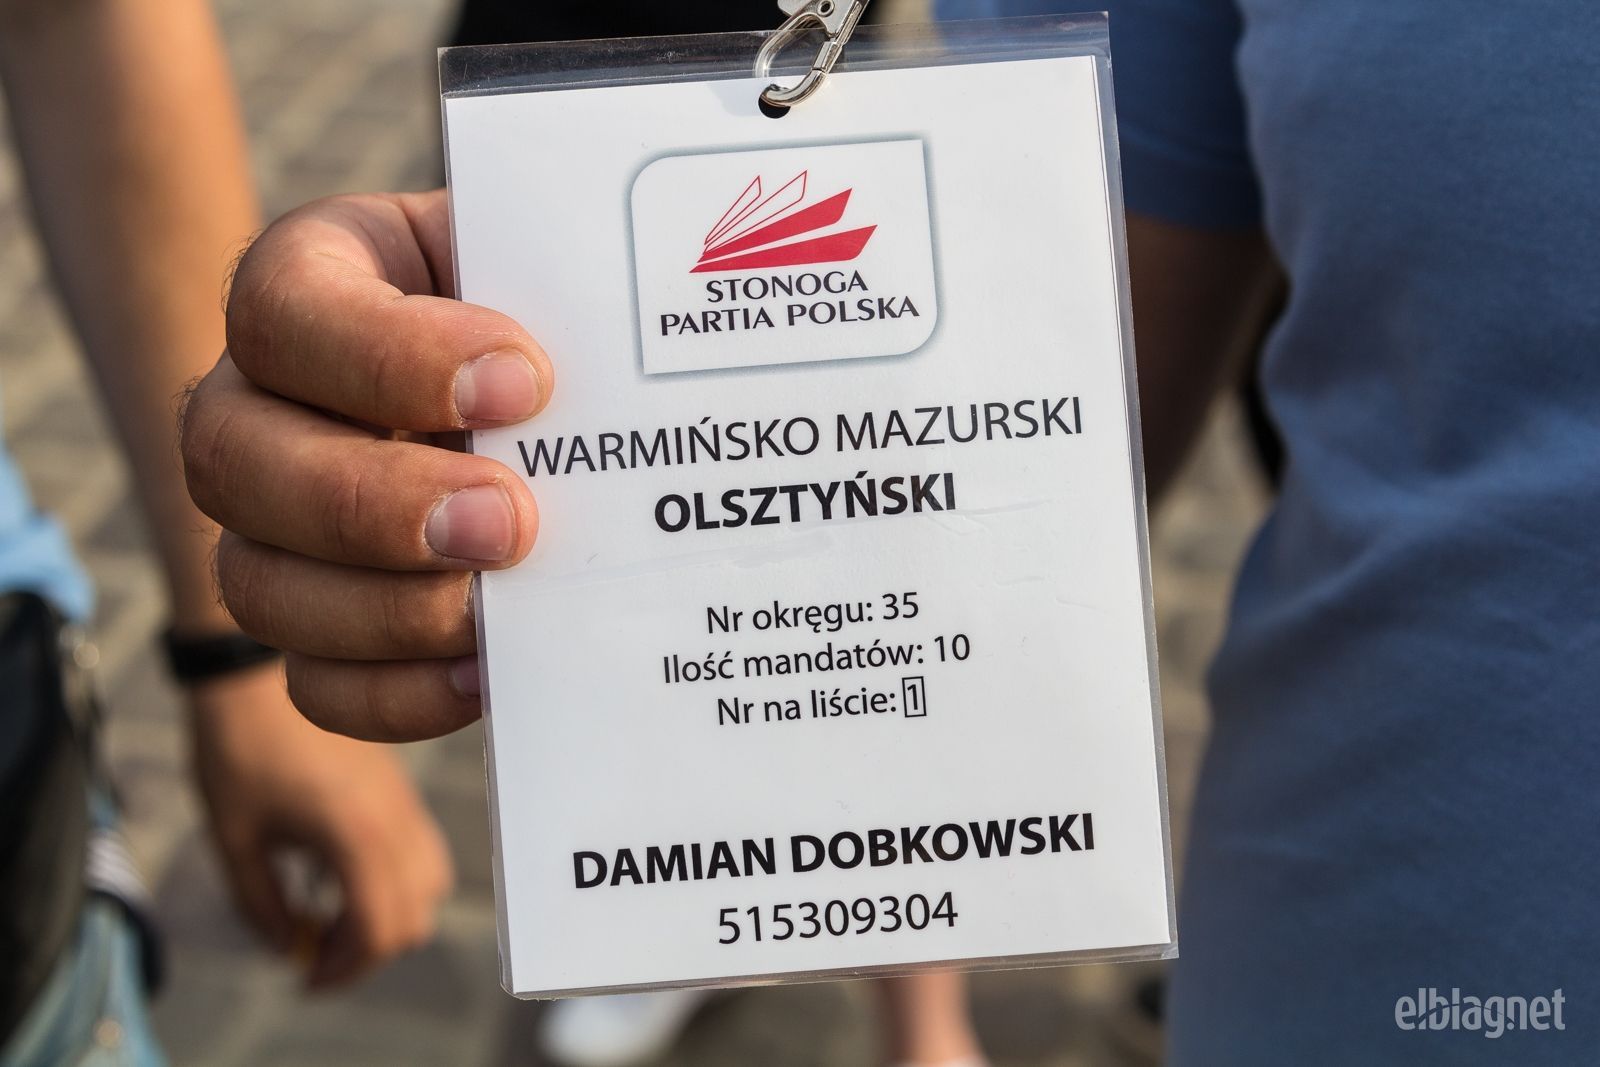 STONOGA
PARTIA POLSKA
WARMIŃSKO MAZURSKI
OLSZTYŃSKI
Nr okręgu: 35
Ilość mandatów: 10
Nr na liście: 1
DAMIAN DOBKOWSKI
515309304
elblag.net